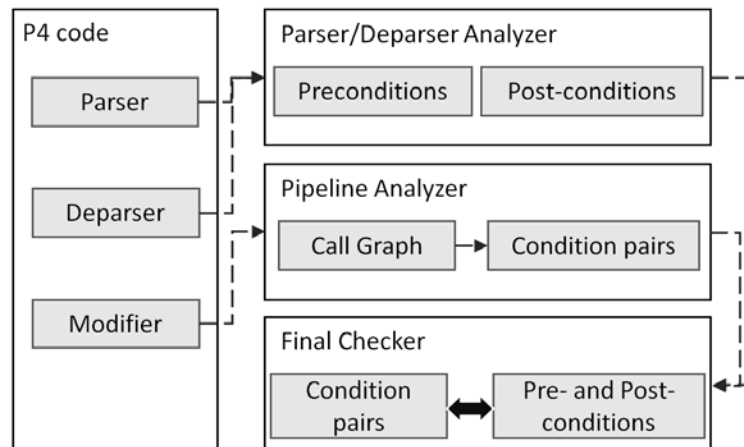 P4 code
Parser
Deparser
Modifier
Parser/Deparser Analyzer
Preconditions
Post-conditions
Pipeline Analyzer
Call Graph
Condition pairs
Final Checker
Condition
pairs
Pre- and Post-
conditions